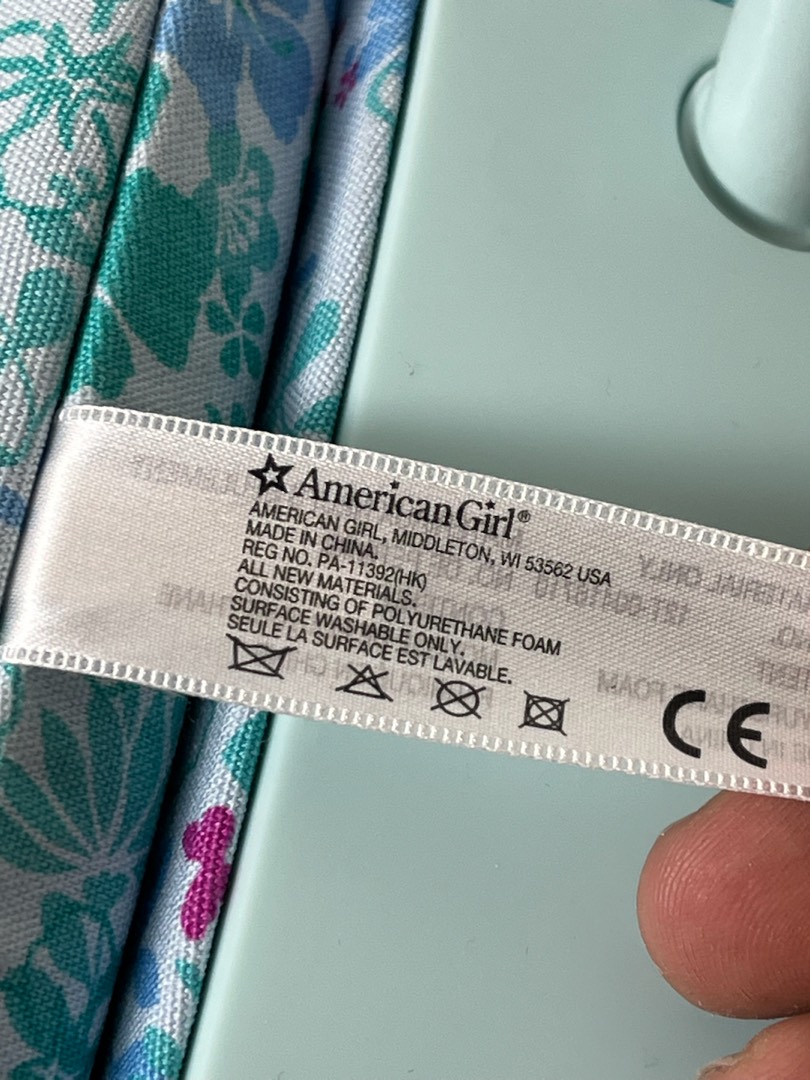 American Girl®
AMERICAN GIRL, MIDDLETON, WI 53562 USA
MADE IN CHINA.
REG NO. PA-11392(HK)
ALL NEW MATERIALS.
CONSISTING OF POLYURETHANE FOAM
SURFACE WASHABLE ONLY.
SEULE LA SURFACE EST LAVABLE.
CE